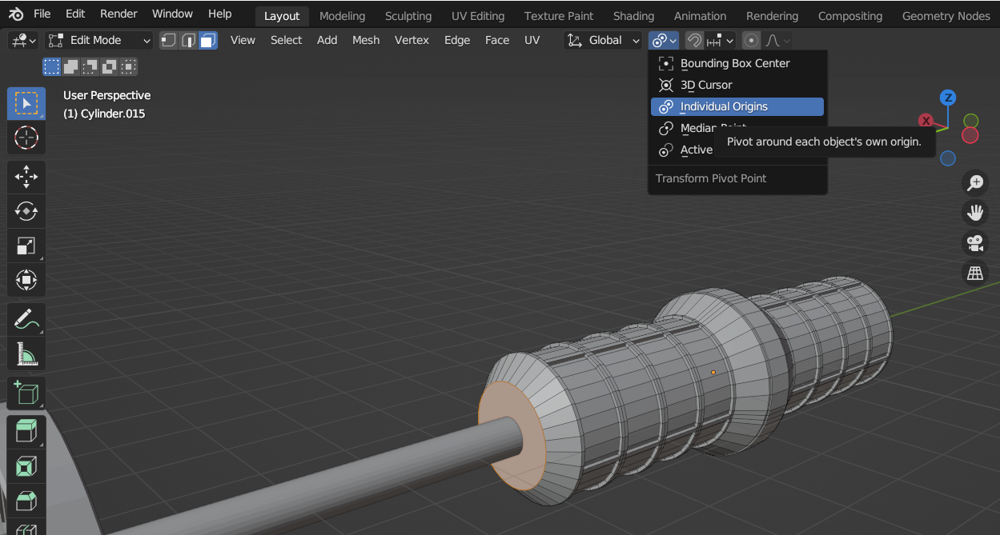 File Edit Render Window Help Layout Modeling Sculpting UV Editing Texture Paint Shading Animation Rendering Compositing Geometry Nodes
Edit Mode View Select Add Mesh Vertex Edge Face UV Global
Bounding Box Center
User Perspective
3D Cursor
(1) Cylinder.015
Individual Origins
Median Point
Pivot around each object's own origin.
Active
Transform Pivot Point
Z
X